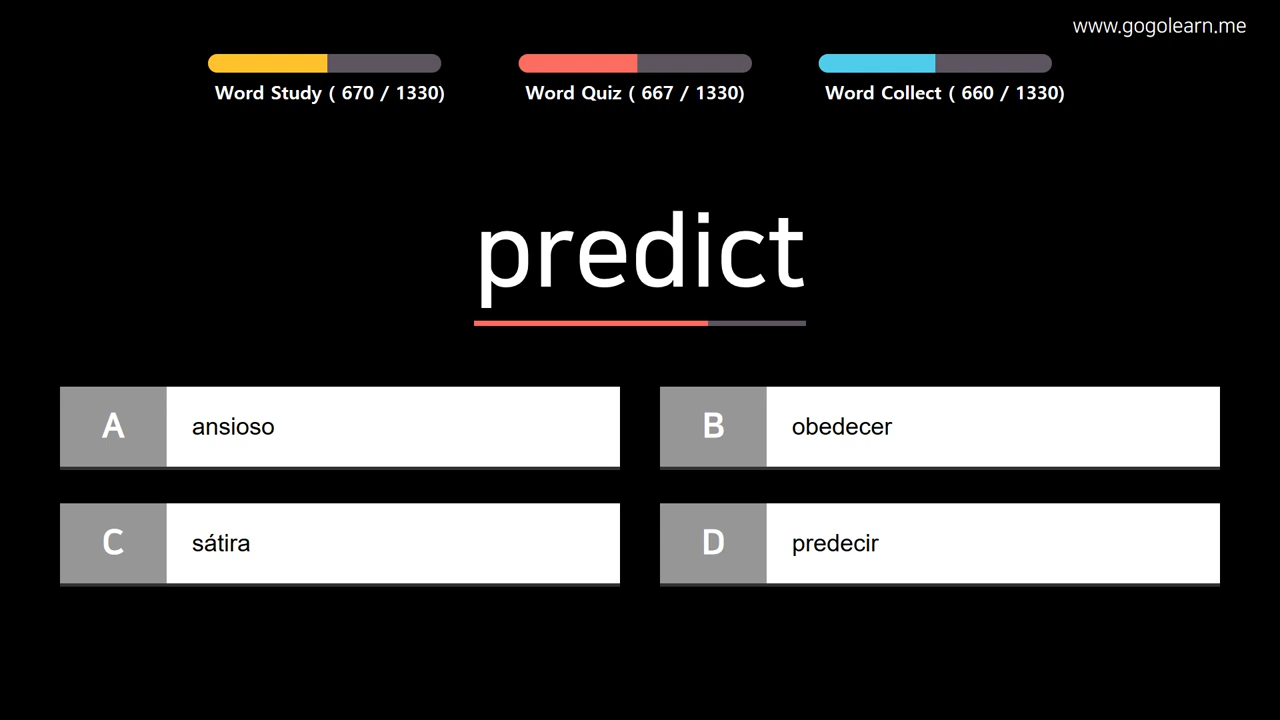 www.gogolearn.me
Word Study ( 670 / 1330)
Word Quiz ( 667 / 1330)
Word Collect ( 660 / 1330)
predict
A ansioso
B obedecer
C sátira
D predecir